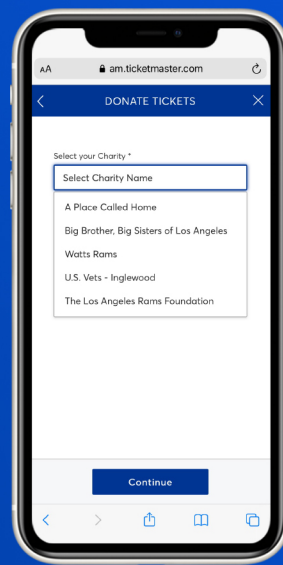 AA am.ticketmaster.com
DONATE TICKETS
Select your Charity *
Select Charity Name
A Place Called Home
Big Brother, Big Sisters of Los Angeles
Watts Rams
U.S. Vets - Inglewood
The Los Angeles Rams Foundation
Continue